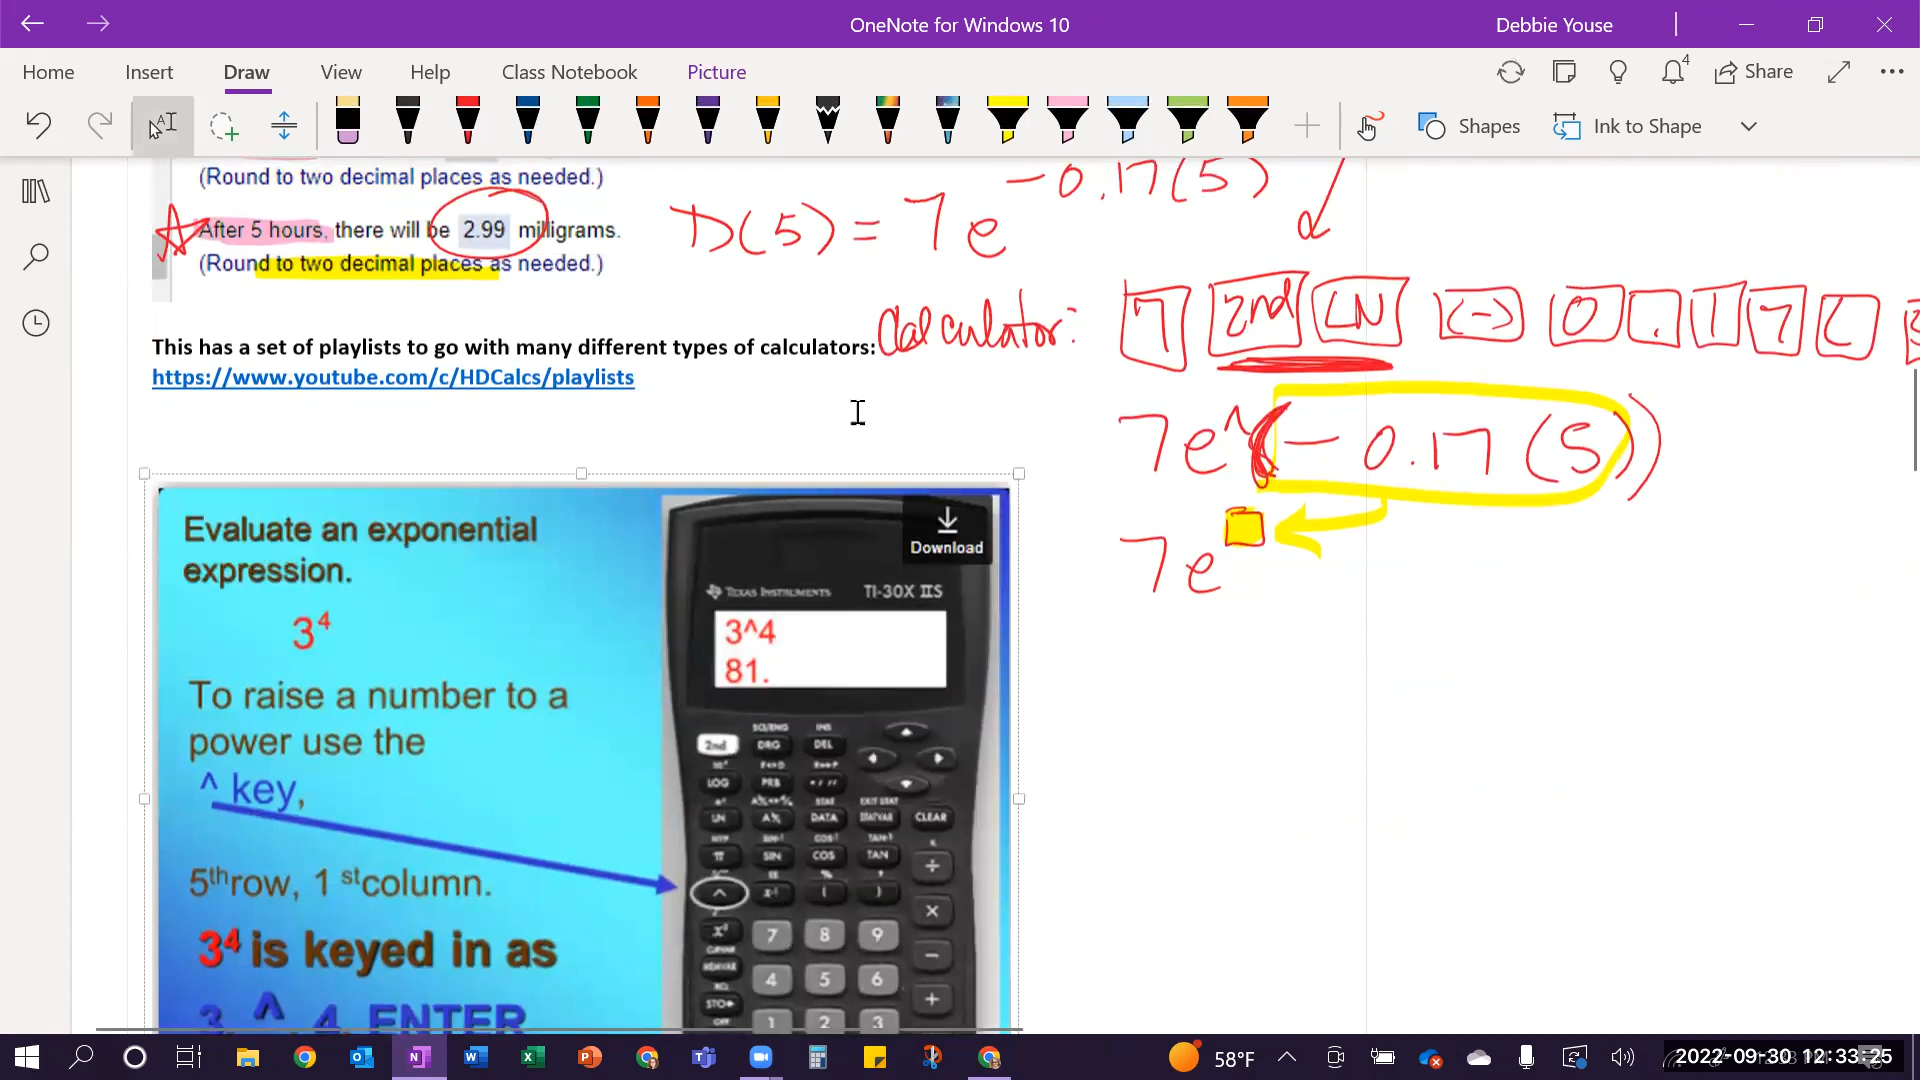 OneNote for Windows 10
Debbie Youse
Home Insert Draw View Help Class Notebook Picture
4
Share
Shapes
Ink to Shape
(Round to two decimal places as needed.)
After 5 hours, there will be 2.99 milligrams.
(Round to two decimal places as needed.)
D(5) = 7e -0.17(5)
Calculator: 7 2nd LN (-) 0 . 1 7 (
This has a set of playlists to go with many different types of calculators:
https://www.youtube.com/c/HDCalcs/playlists
7e^(-0.17(5))
7e
Evaluate an exponential
expression.
3⁴
To raise a number to a
power use the
^ key,
5th row, 1 st column.
3⁴ is keyed in as
3 ^ 4 ENTER
Download
TEXAS INSTRUMENTS TI-30X IIS
3^4
81.
2nd DRG DEL
LOG PRB
LN DATA STATVAR CLEAR
π SIN COS TAN ÷
^ x⁻¹ ( ) ×
x² 7 8 9 −
4 5 6 +
STO►
1 2 3
58°F
2022-09-30 12:33:25